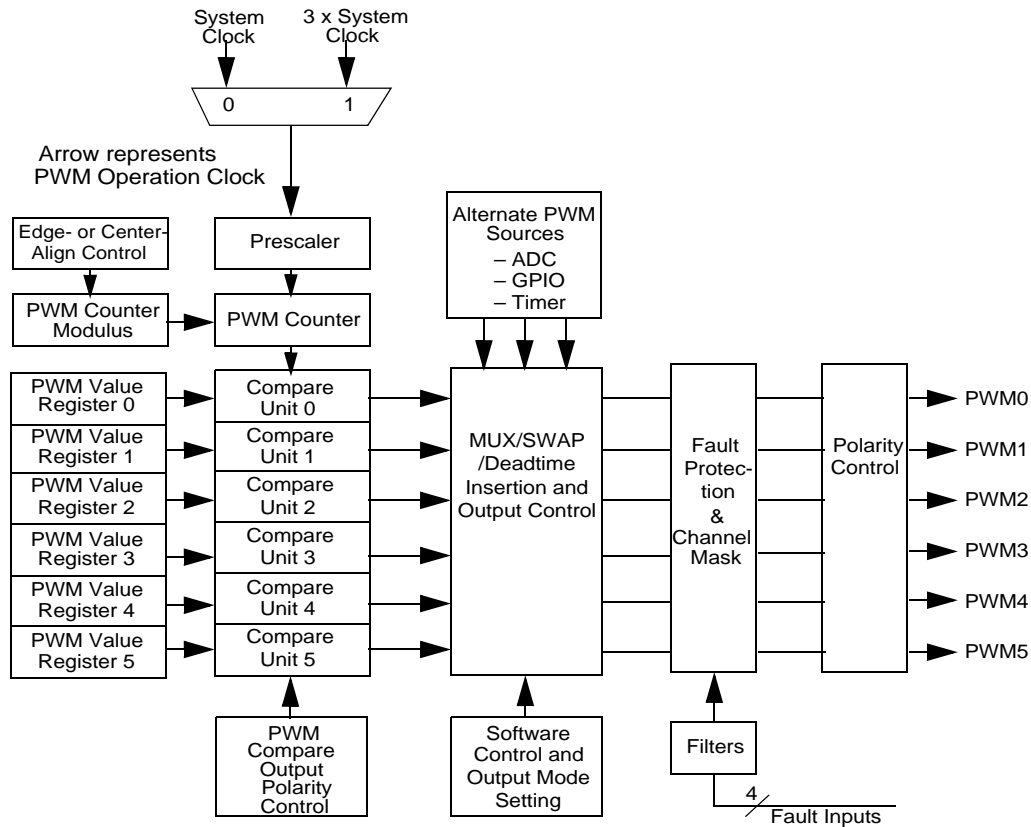 System
Clock
3 x System
Clock
0
1
Arrow represents
PWM Operation Clock
Edge- or Center-
Align Control
Prescaler
Alternate PWM
Sources
– ADC
– GPIO
– Timer
PWM Counter
Modulus
PWM Counter
PWM Value
Register 0
PWM Value
Register 1
PWM Value
Register 2
PWM Value
Register 3
PWM Value
Register 4
PWM Value
Register 5
Compare
Unit 0
Compare
Unit 1
Compare
Unit 2
Compare
Unit 3
Compare
Unit 4
Compare
Unit 5
MUX/SWAP
/Deadtime
Insertion and
Output Control
Fault
Protec-
tion
&
Channel
Mask
Polarity
Control
PWM0
PWM1
PWM2
PWM3
PWM4
PWM5
PWM
Compare
Output
Polarity
Control
Software
Control and
Output Mode
Setting
Filters
4
Fault Inputs